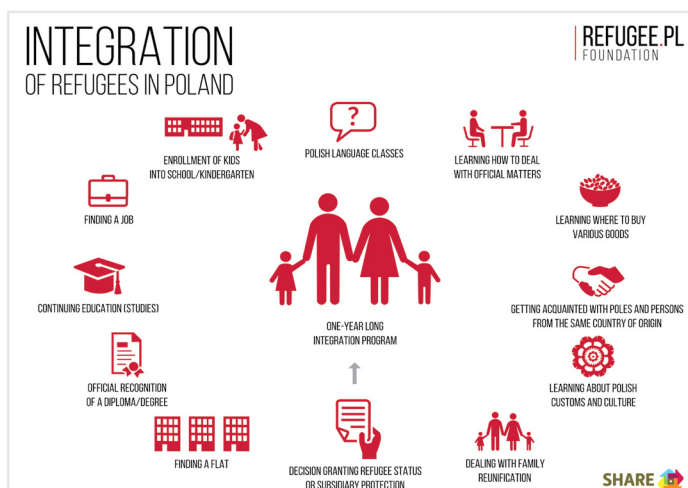 INTEGRATION
OF REFUGEES IN POLAND
REFUGEE.PL
FOUNDATION
?
ENROLLMENT OF KIDS
INTO SCHOOL/KINDERGARTEN
POLISH LANGUAGE CLASSES
LEARNING HOW TO DEAL
WITH OFFICIAL MATTERS
FINDING A JOB
LEARNING WHERE TO BUY
VARIOUS GOODS
CONTINUING EDUCATION (STUDIES)
GETTING ACQUAINTED WITH POLES AND PERSONS
FROM THE SAME COUNTRY OF ORIGIN
ONE-YEAR LONG
INTEGRATION PROGRAM
OFFICIAL RECOGNITION
OF A DIPLOMA/DEGREE
LEARNING ABOUT POLISH
CUSTOMS AND CULTURE
FINDING A FLAT
DECISION GRANTING REFUGEE STATUS
OR SUBSIDIARY PROTECTION
DEALING WITH FAMILY
REUNIFICATION
SHARE